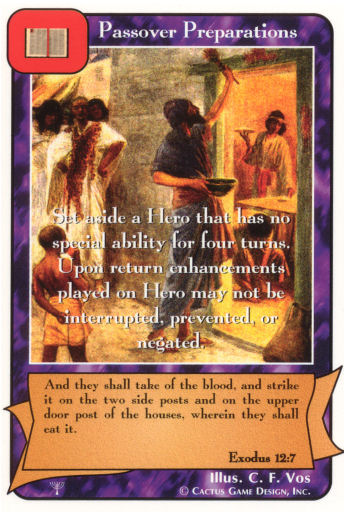 Passover Preparations
Set aside a Hero that has no
special ability for four turns.
Upon return enhancements
played on Hero may not be
interrupted, prevented, or
negated.
And they shall take of the blood, and strike
it on the two side posts and on the upper
door post of the houses, wherein they shall
eat it.
Exodus 12:7
Illus. C. F. Vos
© Cactus Game Design, Inc.